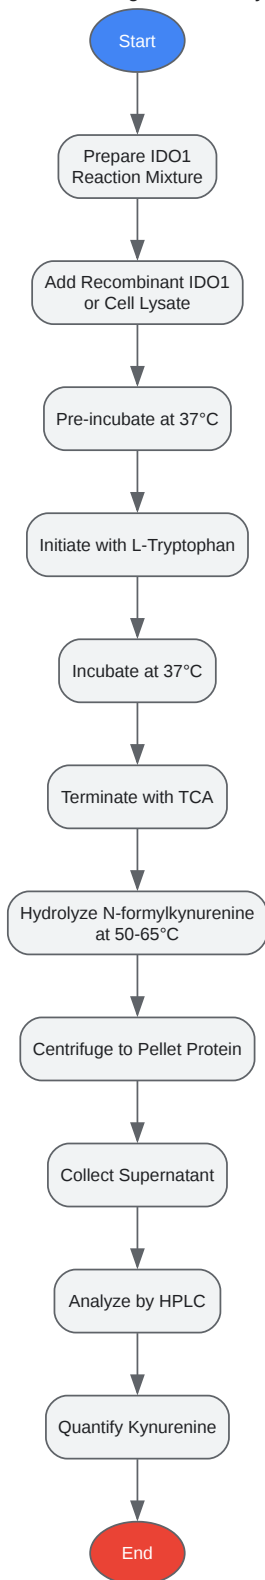 Start
Prepare IDO1
Reaction Mixture
Add Recombinant IDO1
or Cell Lysate
Pre-incubate at 37°C
Initiate with L-Tryptophan
Incubate at 37°C
Terminate with TCA
Hydrolyze N-formylkynurenine
at 50-65°C
Centrifuge to Pellet Protein
Collect Supernatant
Analyze by HPLC
Quantify Kynurenine
End